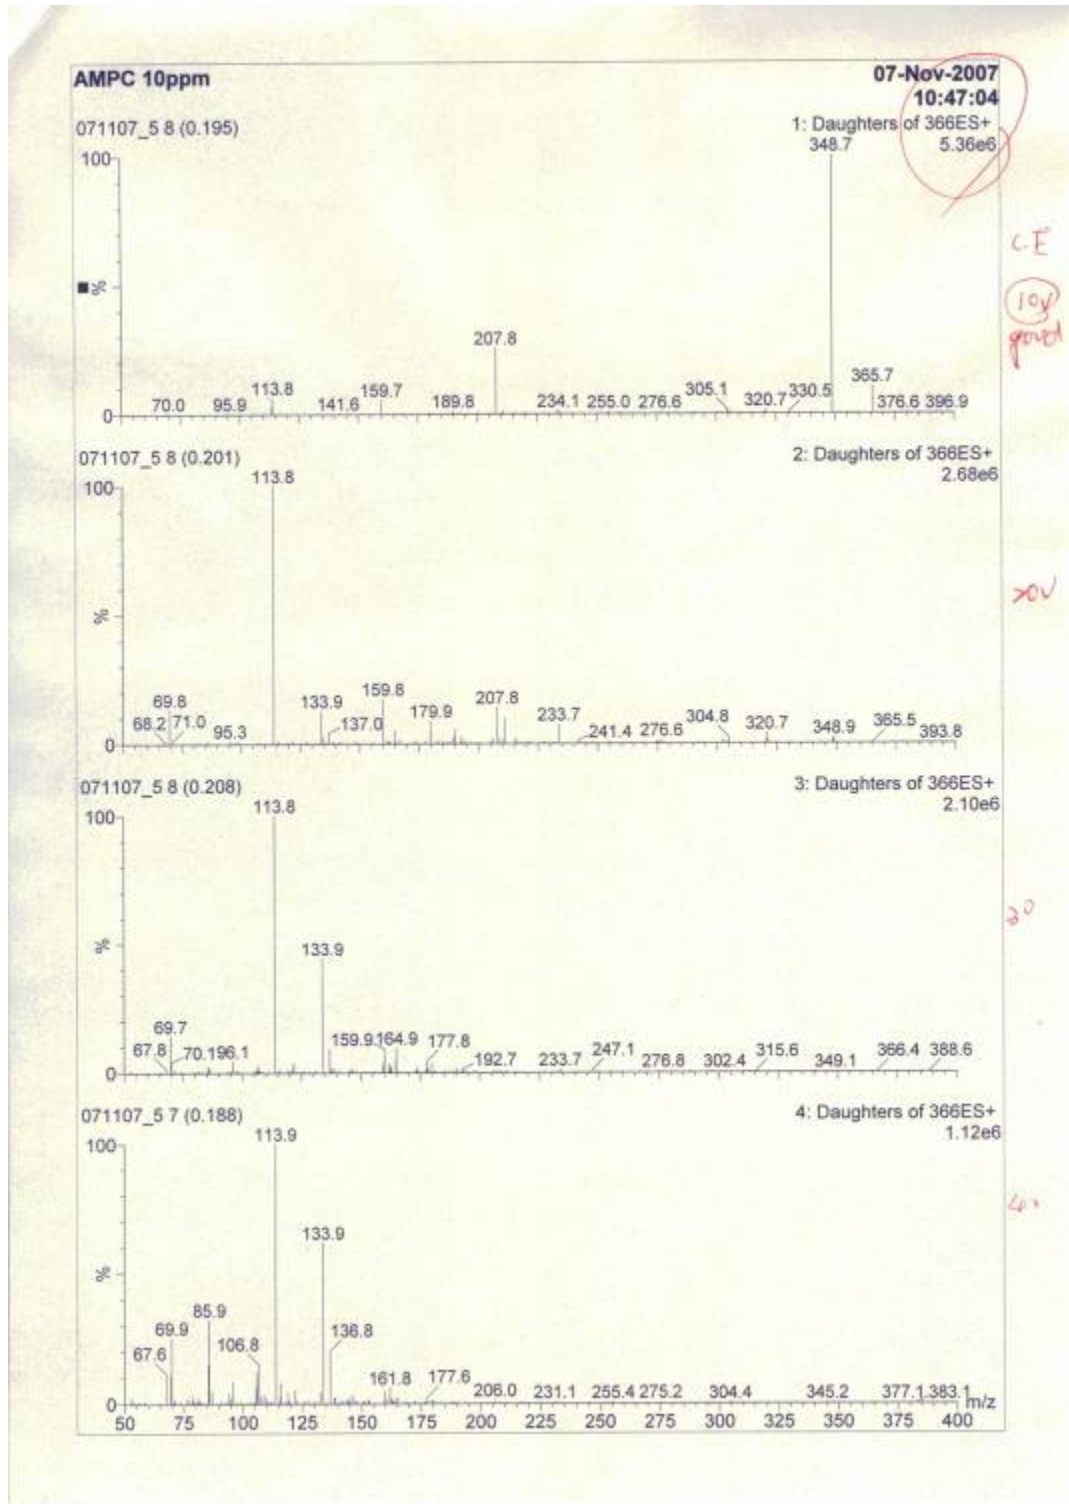 AMPC 10ppm
07-Nov-2007
10:47:04
071107_5 8 (0.195)
1: Daughters of 366ES+
5.36e6
348.7
100
%
207.8
113.8
159.7
70.0 95.9 141.6 189.8 234.1 255.0 276.6 305.1 320.7 330.5 365.7 376.6 396.9
0
C.E
10V
good
071107_5 8 (0.201)
2: Daughters of 366ES+
2.68e6
113.8
100
%
69.8 133.9 159.8 179.9 207.8 233.7 304.8 320.7 365.5
68.2 71.0 95.3 137.0 241.4 276.6 348.9 393.8
0
071107_5 8 (0.208)
3: Daughters of 366ES+
2.10e6
113.8
100
%
133.9
69.7 159.9 164.9 177.8 247.1 315.6 366.4 388.6
67.8 70.1 96.1 192.7 233.7 276.8 302.4 349.1
0
30
071107_5 7 (0.188)
4: Daughters of 366ES+
1.12e6
113.9
100
%
133.9
85.9
69.9 106.8 136.8
67.6 161.8 177.6 206.0 231.1 255.4 275.2 304.4 345.2 377.1 383.1
0
m/z
50 75 100 125 150 175 200 225 250 275 300 325 350 375 400